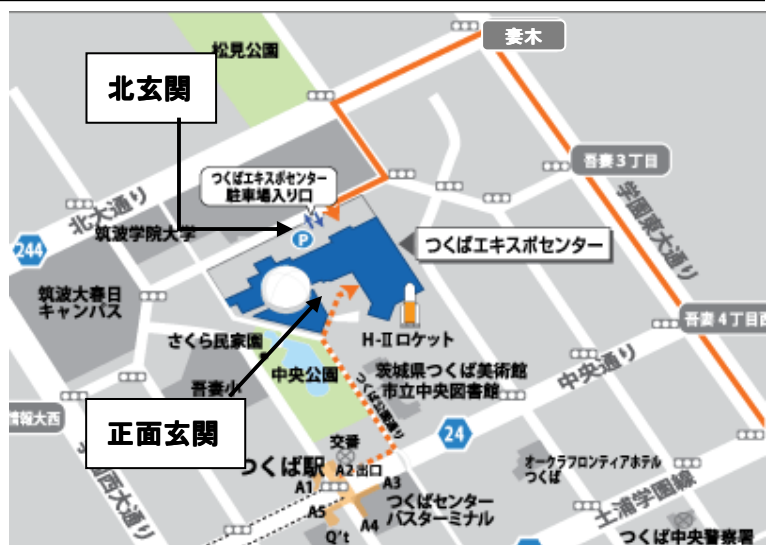 松見公園
妻木
北玄関
つくばエキスポセンター
駐車場入り口
吾妻3丁目
北大通り
筑波学院大学
P
学園東大通り
244
つくばエキスポセンター
筑波大春日
キャンパス
H-IIロケット
吾妻4丁目西
さくら民家園
中央公園
茨城県つくば美術館
市立中央図書館
中央通り
吾妻小
つくば公園通り
情報大西
正面玄関
24
交番
つくば駅
A2出口
A3
A1
オークラフロンティアホテル
つくば
土浦学園線
西大通り
A5
つくばセンター
バスターミナル
A4
Q't
つくば中央警察署